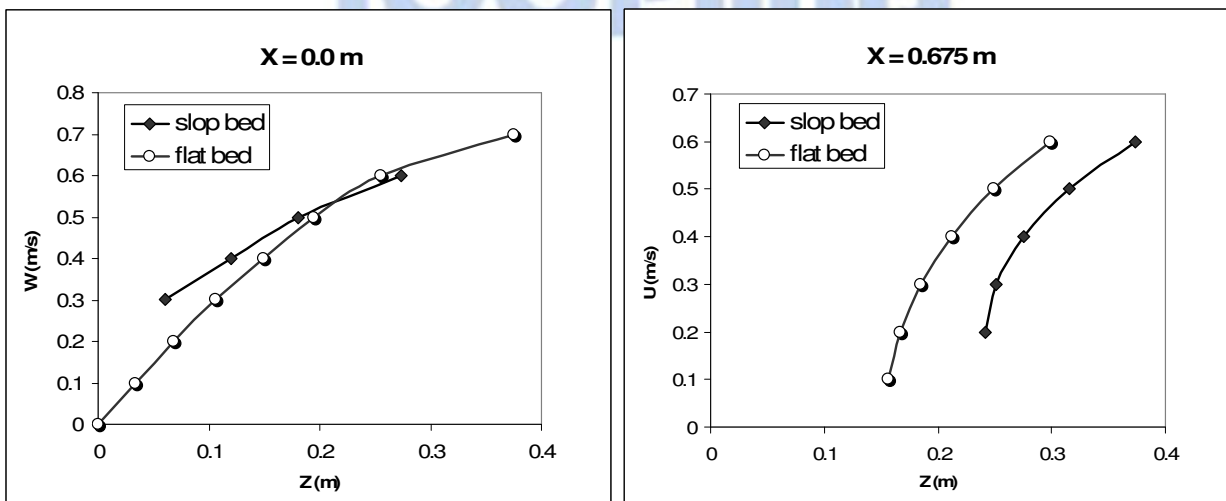 X = 0.0 m
slop bed
flat bed
W (m/s)
0.8
0.7
0.6
0.5
0.4
0.3
0.2
0.1
0
0 0.1 0.2 0.3 0.4
Z (m)
X = 0.675 m
slop bed
flat bed
U (m/s)
0.7
0.6
0.5
0.4
0.3
0.2
0.1
0
0 0.1 0.2 0.3 0.4
Z (m)